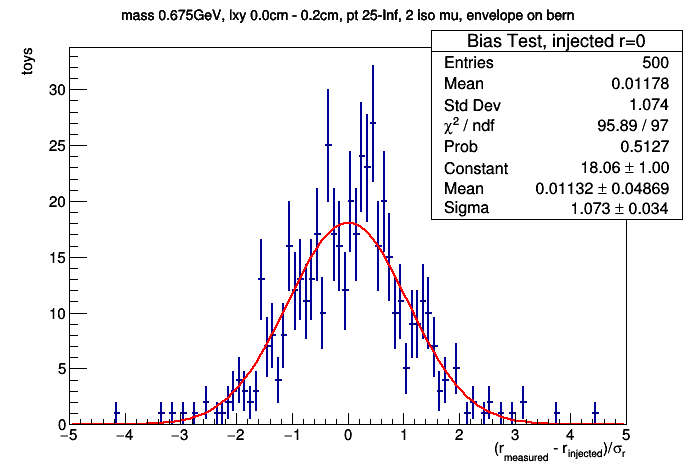 mass 0.675GeV, lxy 0.0cm - 0.2cm, pt 25-Inf, 2 Iso mu, envelope on bern
toys
Bias Test, injected r=0
Entries 500
Mean 0.01178
Std Dev 1.074
χ² / ndf 95.89 / 97
Prob 0.5127
Constant 18.06 ± 1.00
Mean 0.01132 ± 0.04869
Sigma 1.073 ± 0.034
30
25
20
15
10
5
0
−5 −4 −3 −2 −1 0 1 2 3 4 5
(r_measured - r_injected)/σ_r